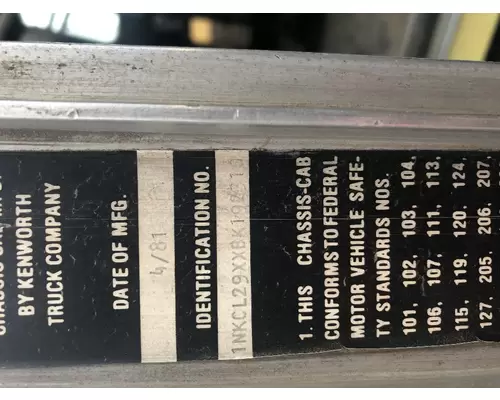 BY KENWORTH
TRUCK COMPANY
DATE OF MFG.
4/81
IDENTIFICATION NO.
1. THIS CHASSIS-CAB
CONFORMS TO FEDERAL
MOTOR VEHICLE SAFE-
TY STANDARDS NOS.
101, 102, 103, 104,
106, 107, 111, 113,
115, 119, 120, 124,
127, 205, 206, 207,